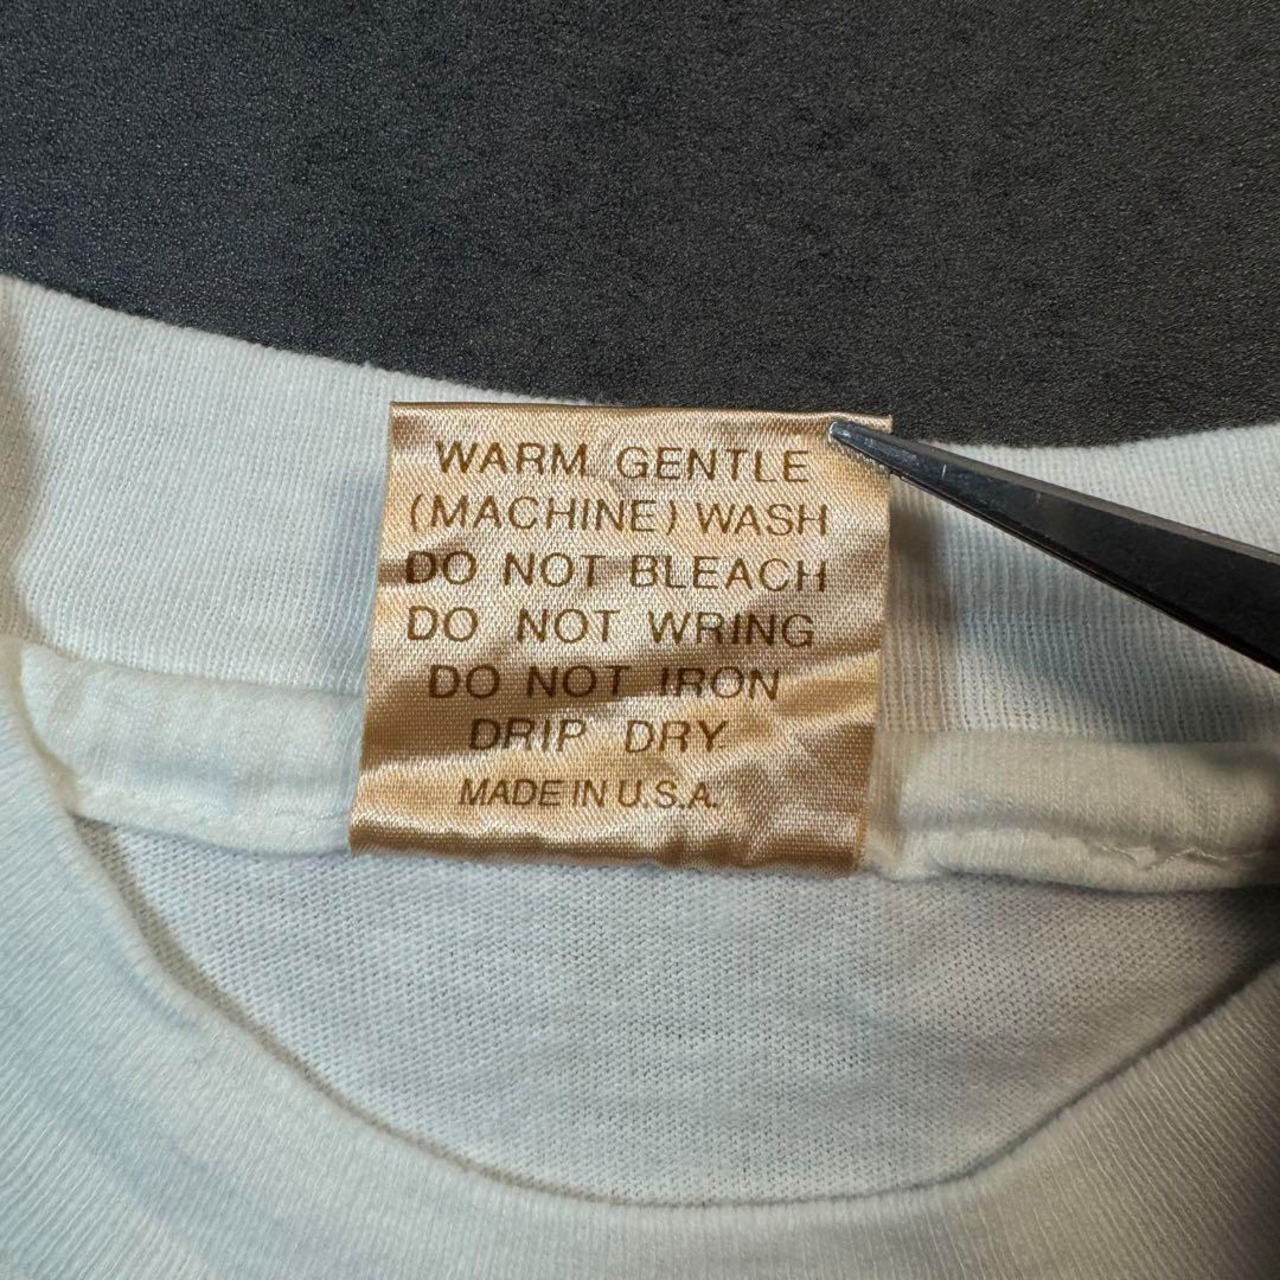 WARM GENTLE
(MACHINE) WASH
DO NOT BLEACH
DO NOT WRING
DO NOT IRON
DRIP DRY.
MADE IN U.S.A.